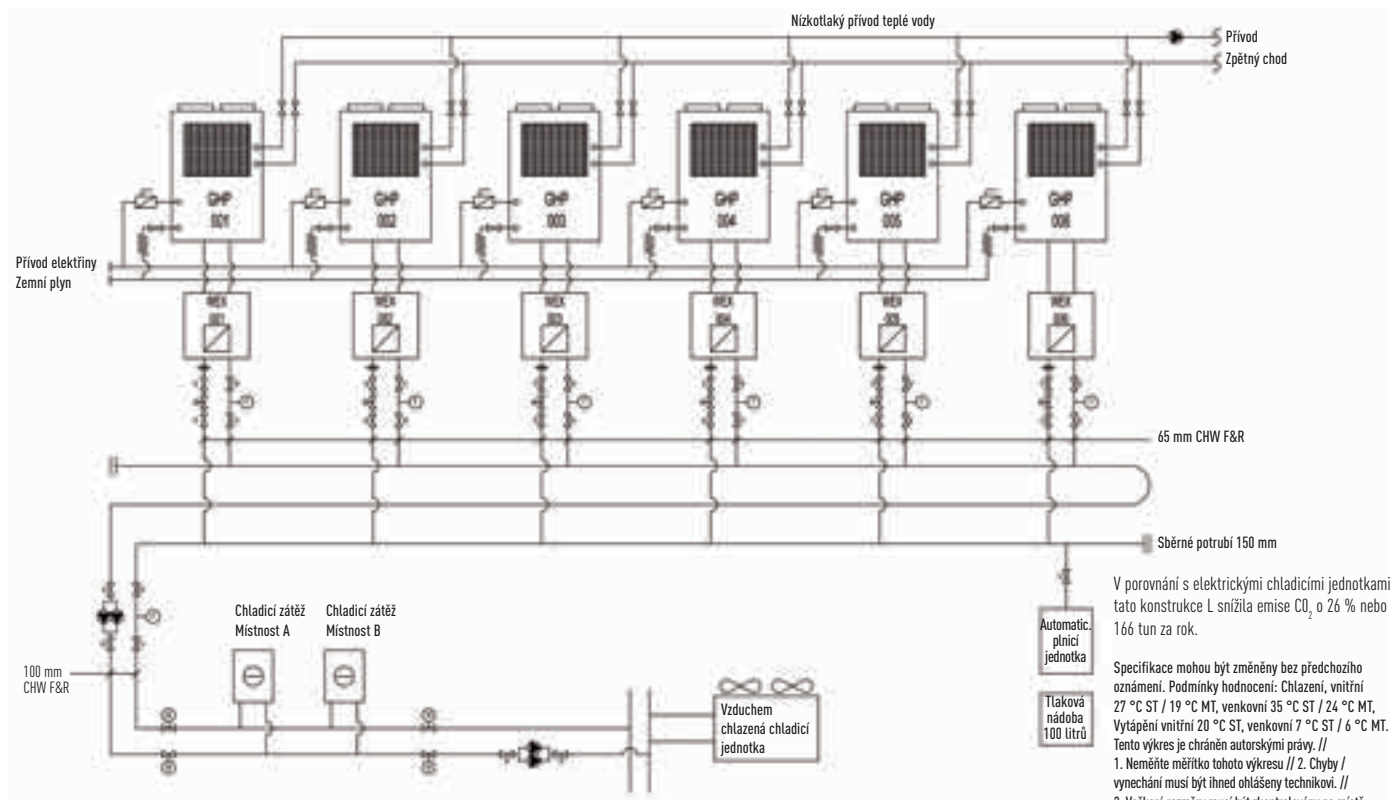 Nízkotlaký přívod teplé vody
Přívod
Zpětný chod
GHP
001
GHP
002
GHP
003
GHP
004
GHP
005
GHP
006
Přívod elektřiny
Zemní plyn
WEX
001
WEX
002
WEX
003
WEX
004
WEX
005
WEX
006
65 mm CHW F&R
Sběrné potrubí 150 mm
Chladicí zátěž
Místnost A
Chladicí zátěž
Místnost B
100 mm
CHW F&R
Vzduchem
chlazená chladicí
jednotka
Automatic.
plnicí
jednotka
Tlaková
nádoba
100 litrů
V porovnání s elektrickými chladicími jednotkami
tato konstrukce L snížila emise CO₂ o 26 % nebo
166 tun za rok.
Specifikace mohou být změněny bez předchozího
oznámení. Podmínky hodnocení: Chlazení, vnitřní
27 °C ST / 19 °C MT, venkovní 35 °C ST / 24 °C MT,
Vytápění vnitřní 20 °C ST, venkovní 7 °C ST / 6 °C MT.
Tento výkres je chráněn autorskými právy. //
1. Neměňte měřítko tohoto výkresu // 2. Chyby /
vynechání musí být ihned ohlášeny technikovi. //